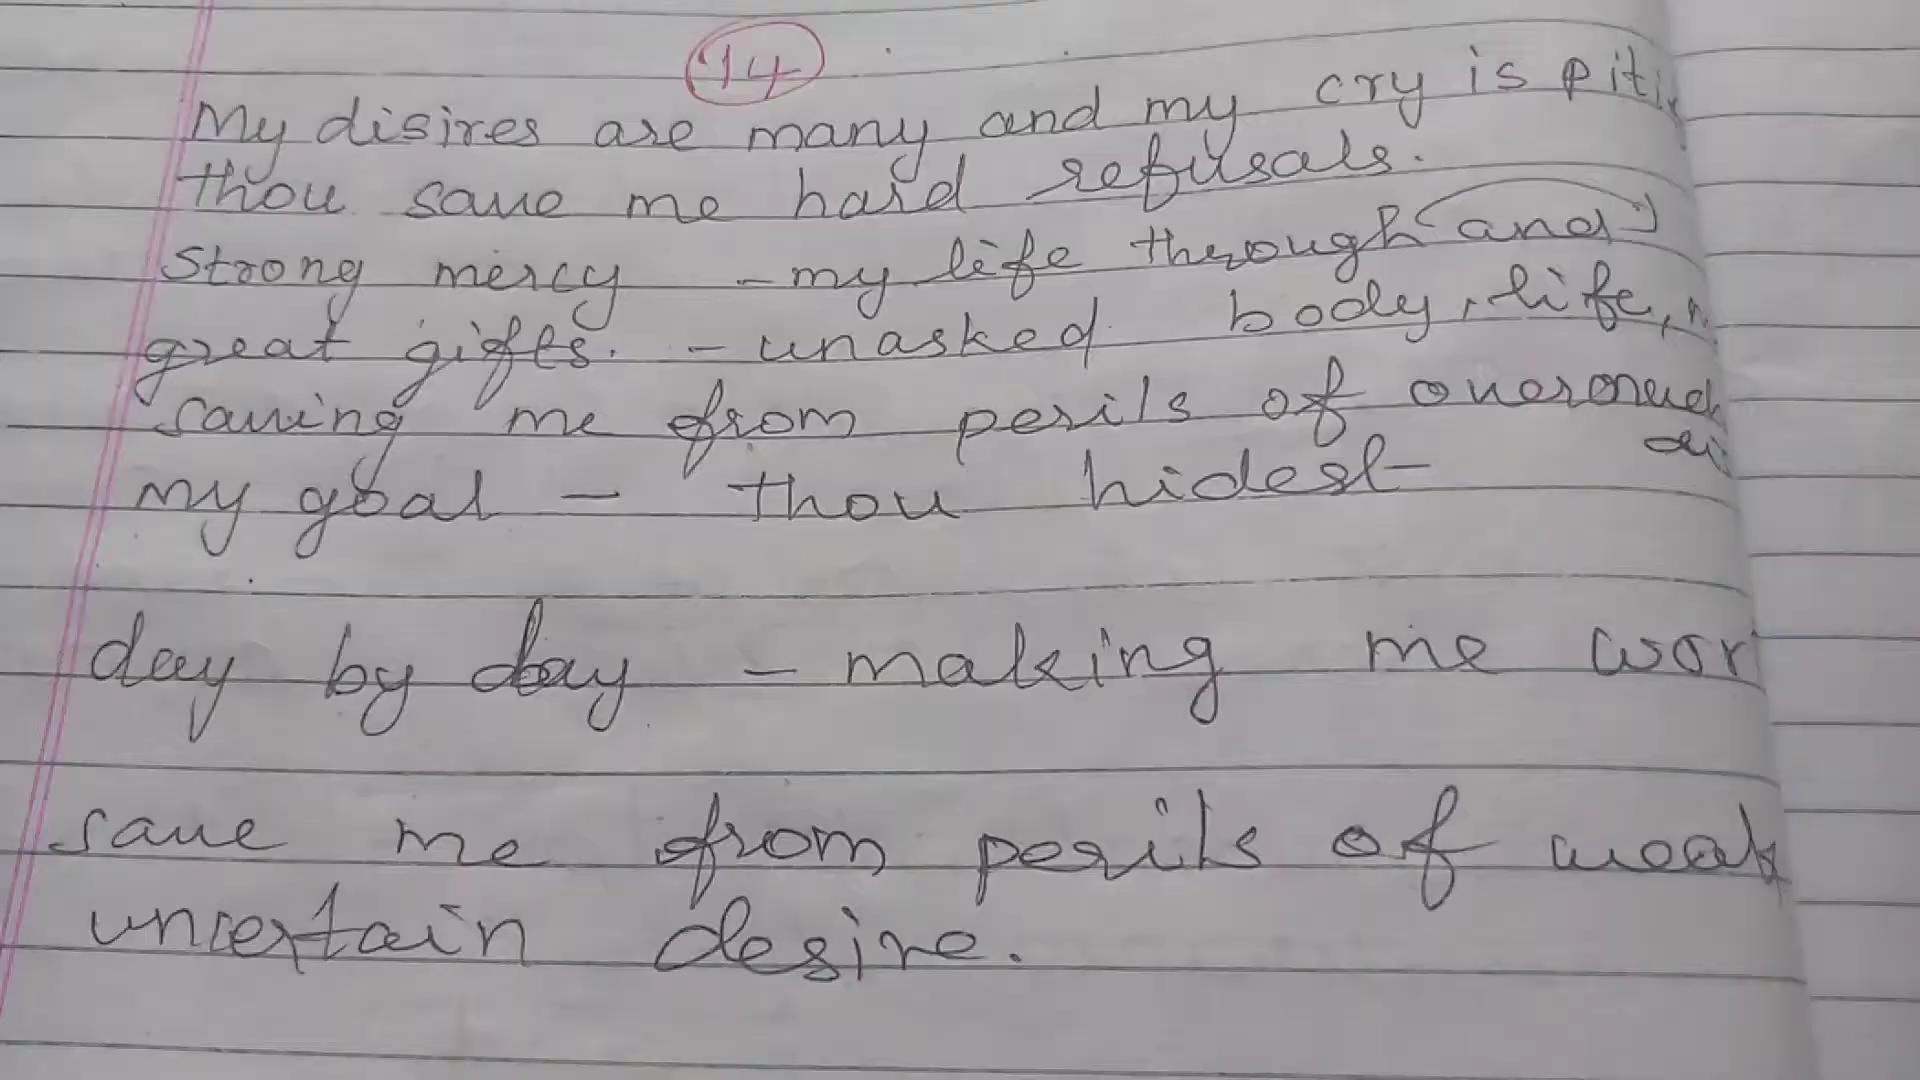 14
My disires are many and my cry is
thou save me hard refusals.
strong mercy - my life through and
great gifts. - unasked body, life,
saving me from perils of
my goal - thou hidest -
day by day - making me
save me from perils of weak
uncertain desire.